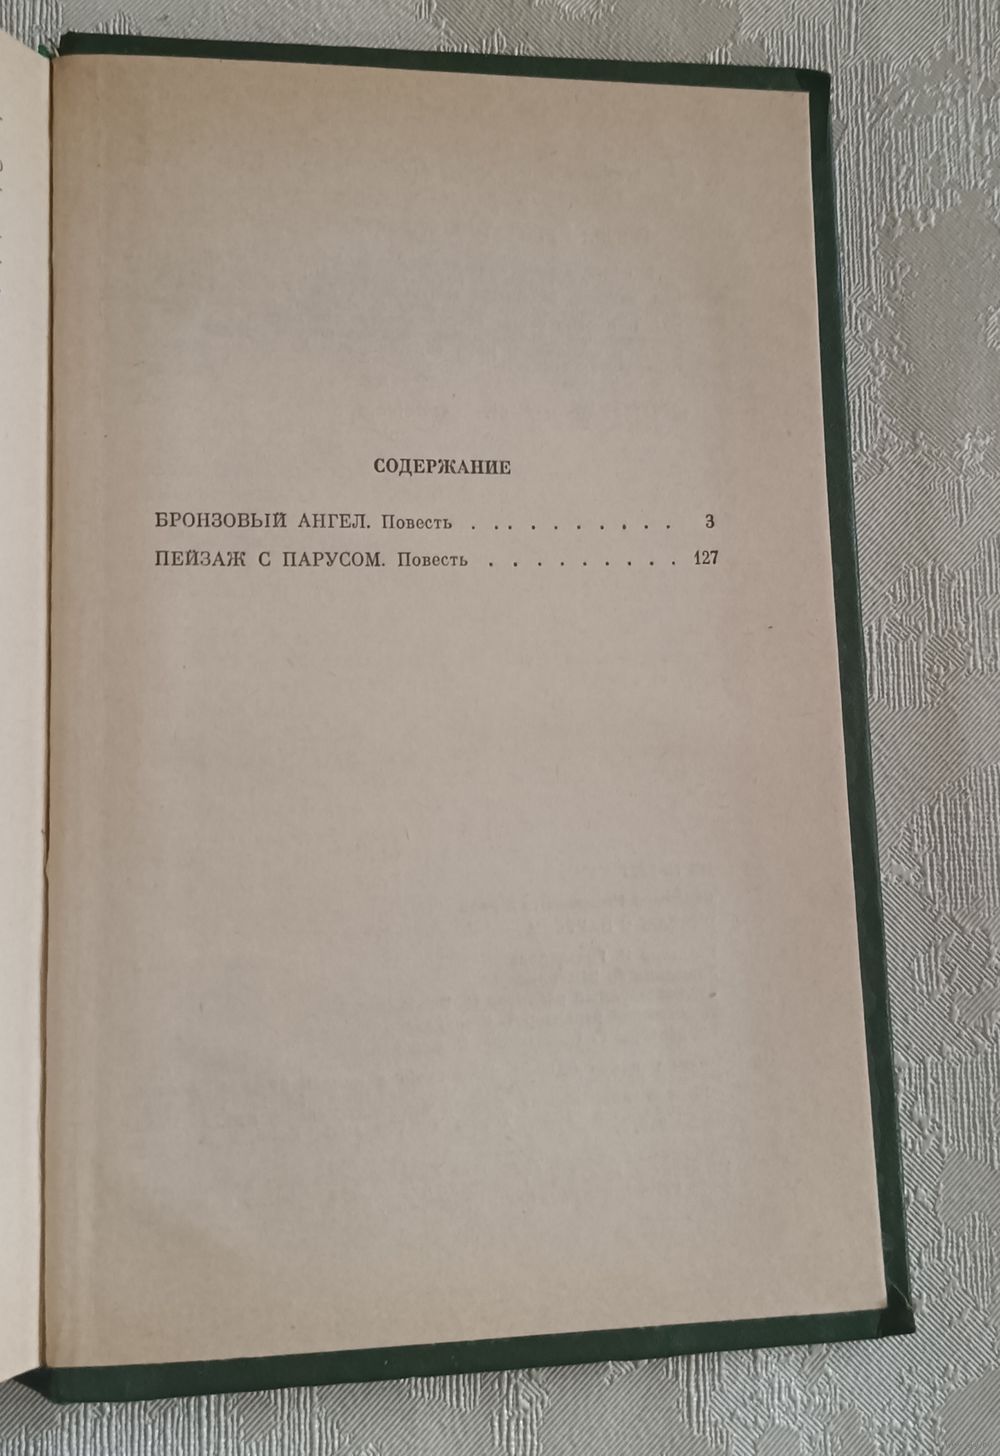 СОДЕРЖАНИЕ
БРОНЗОВЫЙ АНГЕЛ. Повесть . . . . . . . . . . 3
ПЕЙЗАЖ С ПАРУСОМ. Повесть . . . . . . . . . 127